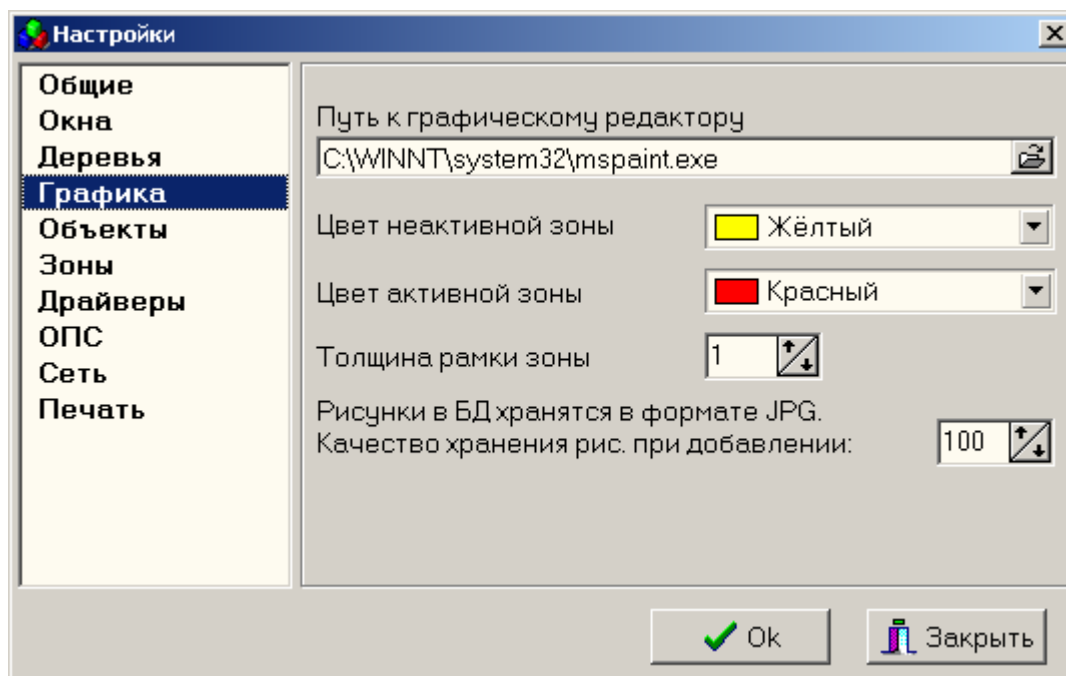 Настройки
Общие
Окна
Деревья
Графика
Объекты
Зоны
Драйверы
ОПС
Сеть
Печать
Путь к графическому редактору
C:\WINNT\system32\mspaint.exe
Цвет неактивной зоны
Жёлтый
Цвет активной зоны
Красный
Толщина рамки зоны
1
Рисунки в БД хранятся в формате JPG.
Качество хранения рис. при добавлении:
100
Ok
Закрыть